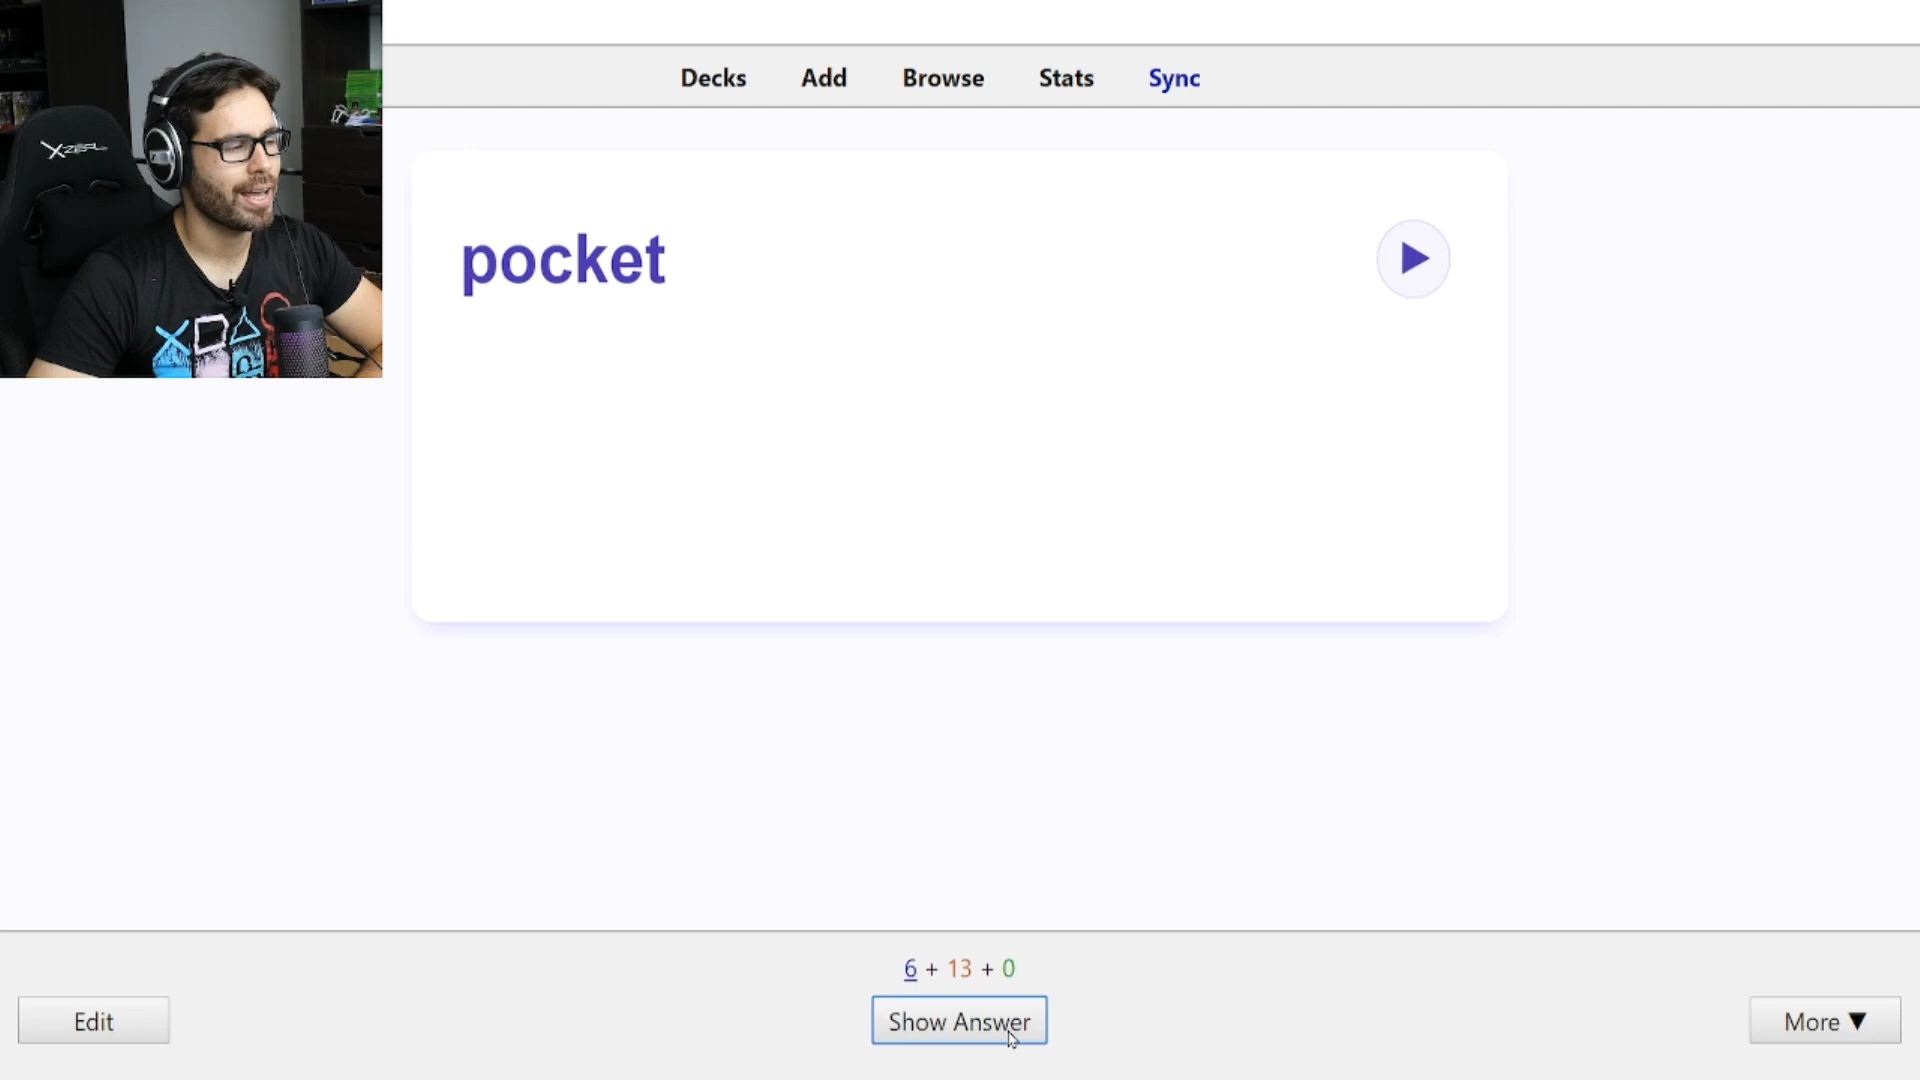 Decks Add Browse Stats Sync
pocket
6 + 13 + 0
Edit
Show Answer
More ▼